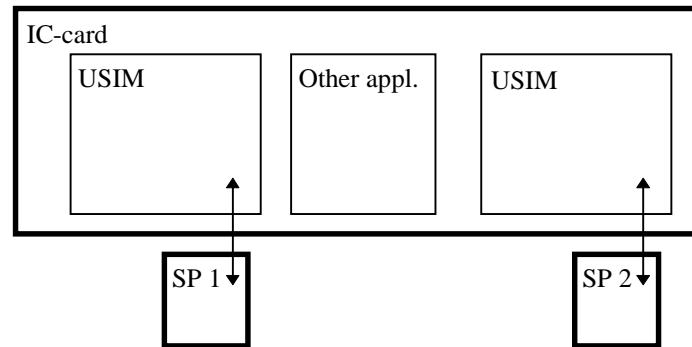 IC-card
USIM
Other appl.
USIM
SP 1
SP 2